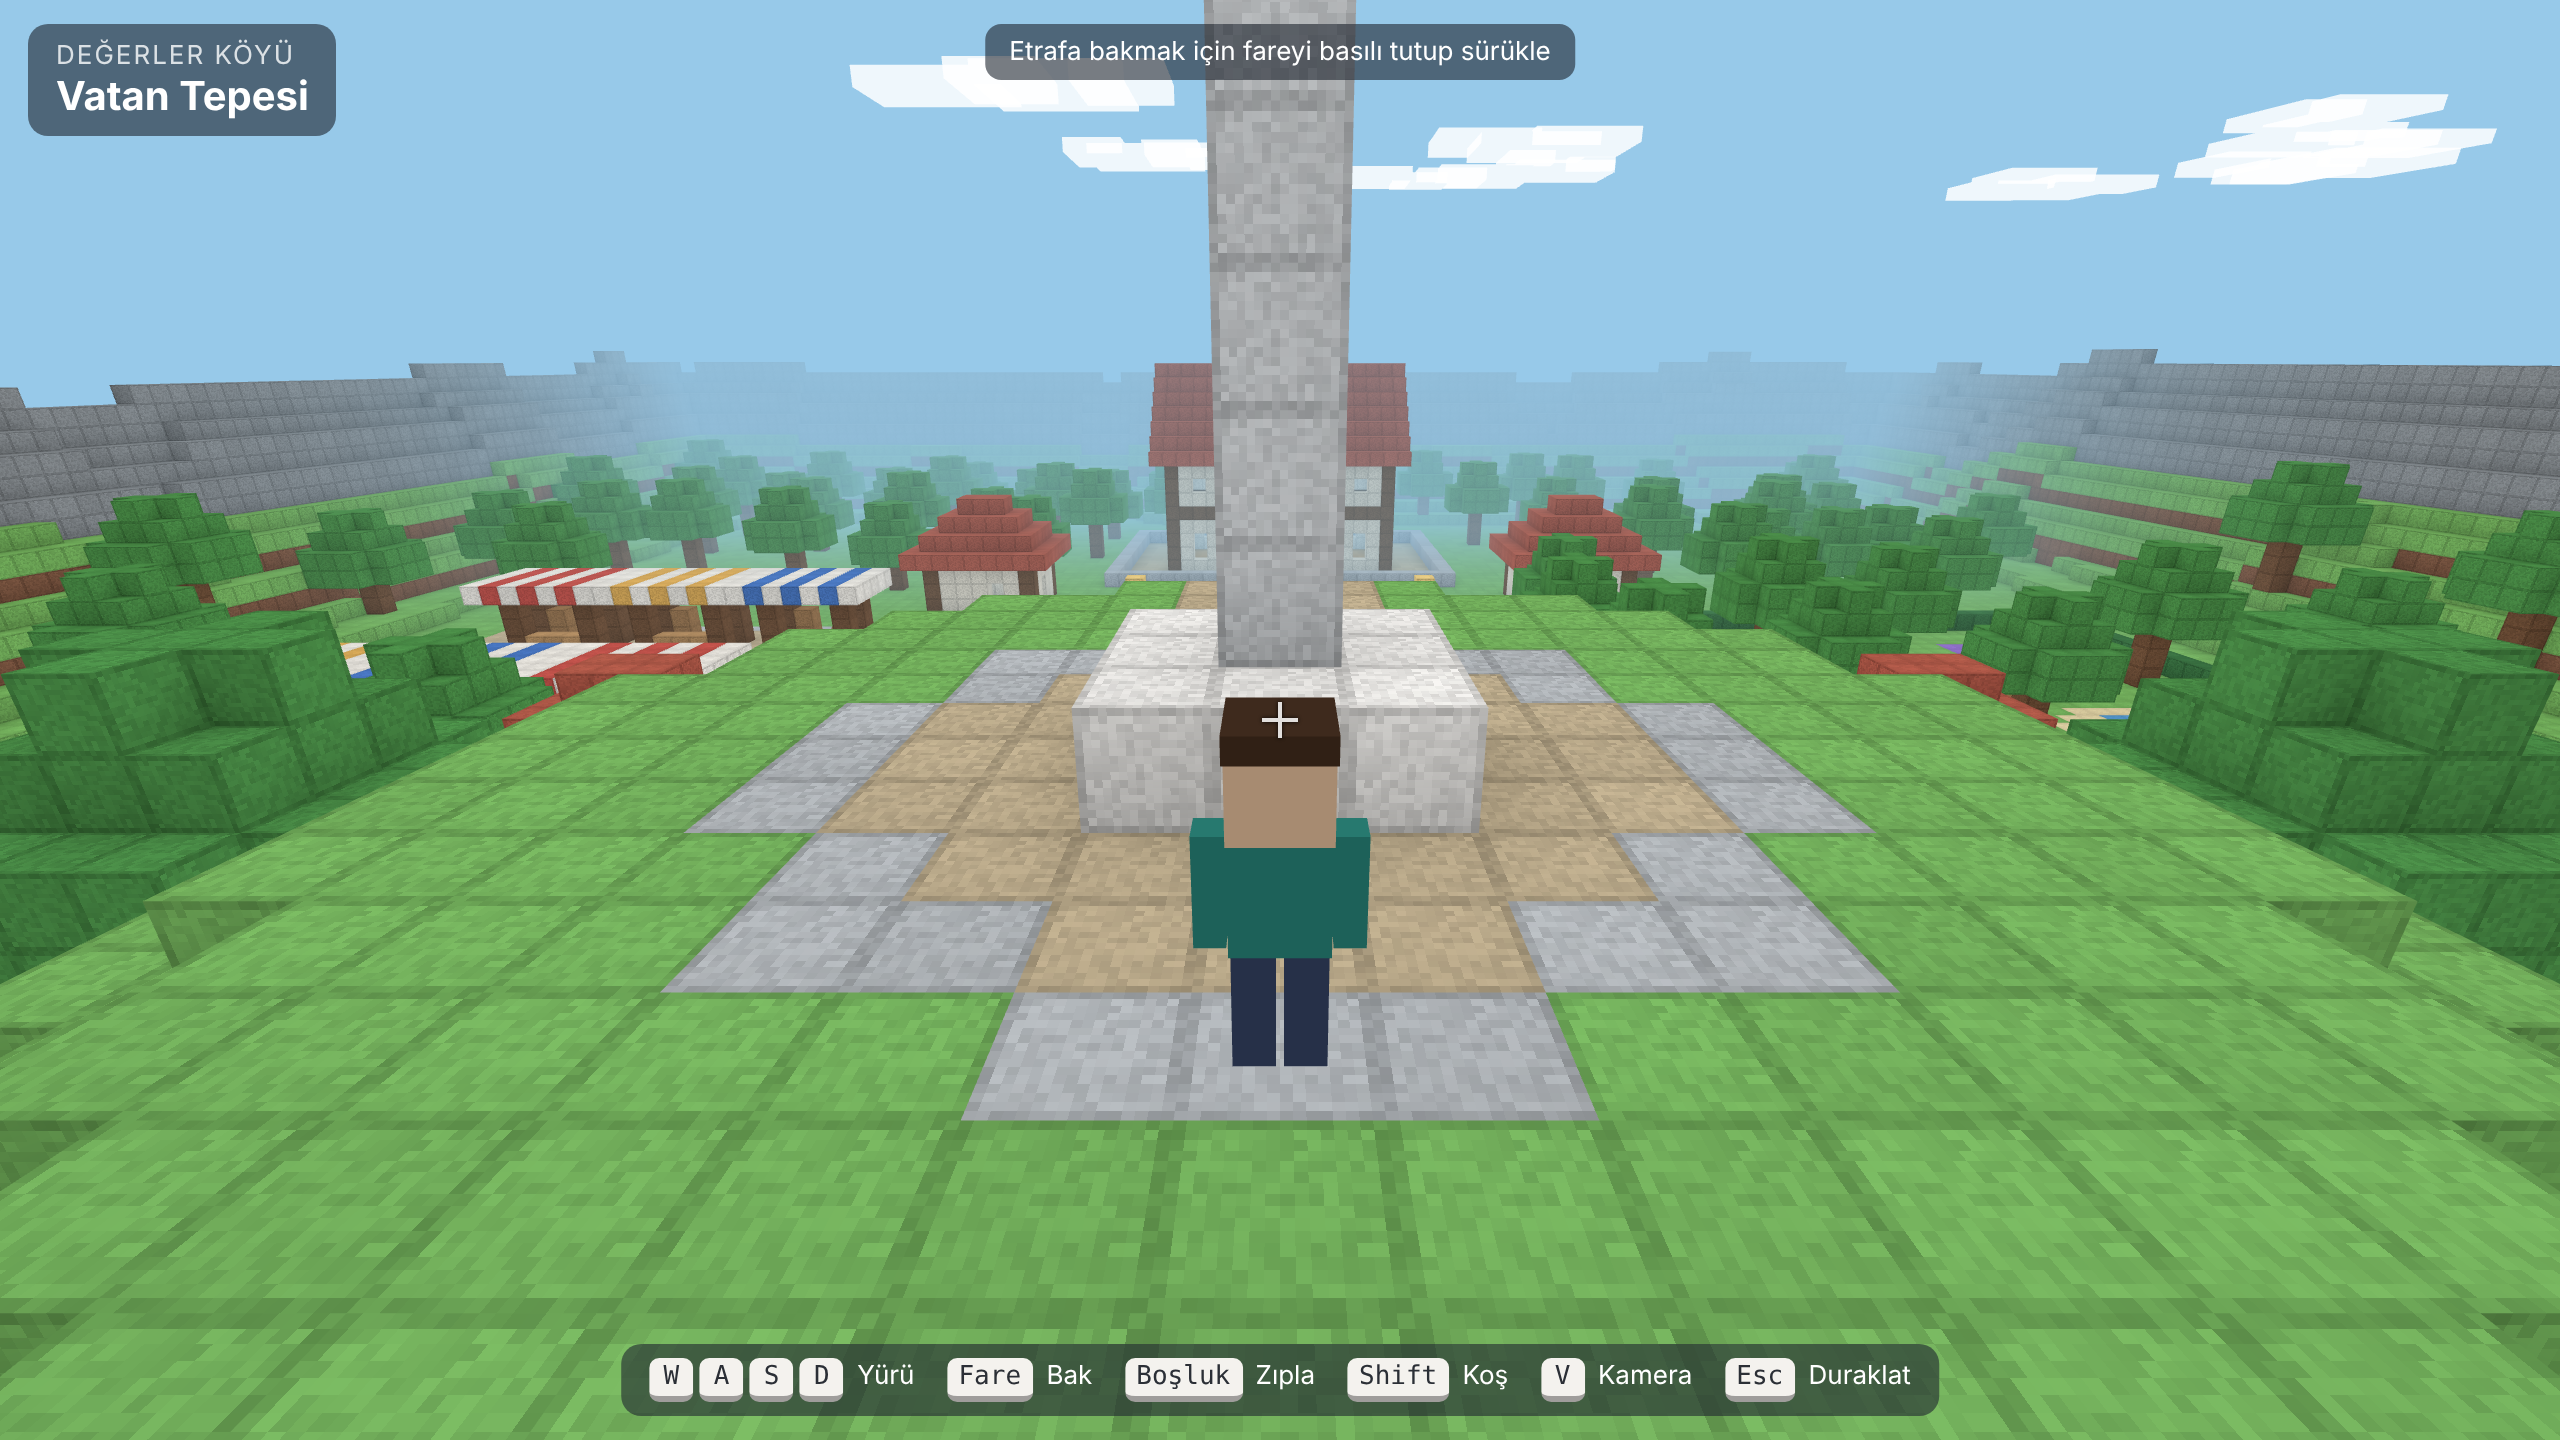 DEĞERLER KÖYÜ
Vatan Tepesi
Etrafa bakmak için fareyi basılı tutup sürükle
W A S D Yürü Fare Bak Boşluk Zıpla Shift Koş V Kamera Esc Duraklat